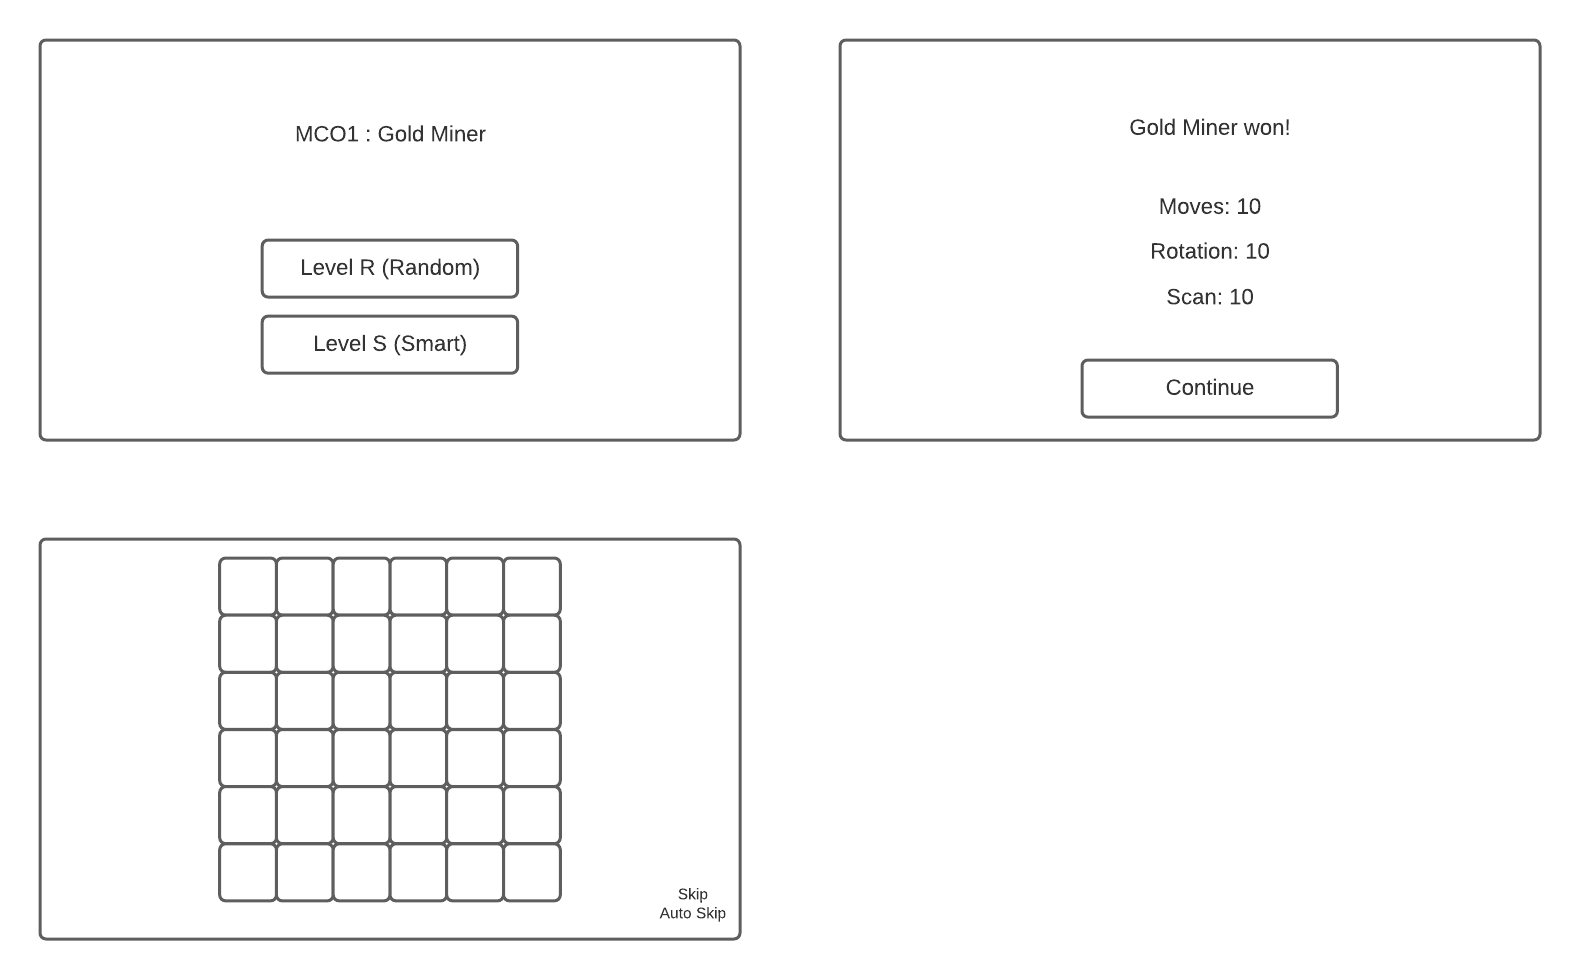 MCO1 : Gold Miner
Level R (Random)
Level S (Smart)
Gold Miner won!
Moves: 10
Rotation: 10
Scan: 10
Continue
Skip
Auto Skip